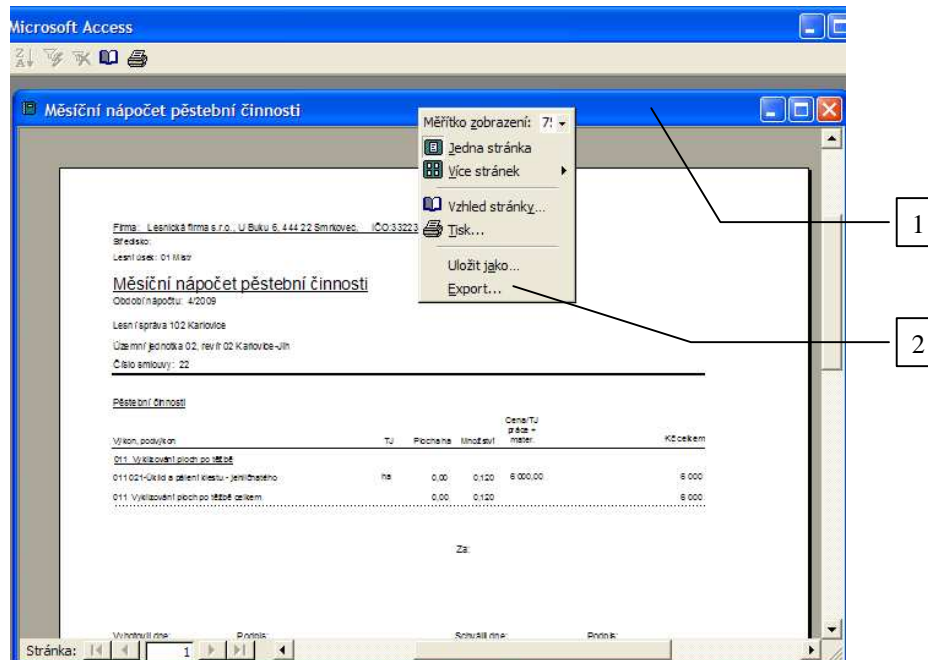 Microsoft Access
Měsíční nápočet pěstební činnosti
Měřítko zobrazení: 7
Jedna stránka
Více stránek
Vzhled stránky...
Tisk...
Uložit jako...
Export...
1
2
Firma: Lesnická firma s.r.o., U Buku 6, 444 22 Smrkovec, IČO:33223
Středisko:
Lesní úsek: 01 Mistr
Měsíční nápočet pěstební činnosti
Období nápočtu: 4/2009
Lesní správa 102 Karlovice
Územní jednotka 02, revír 02 Karlovice-Jih
Číslo smlouvy: 22
Pěstební činnosti
Cena/TJ
práce +
Výkon, podvýkon TJ Plocha ha Množství mater. Kč celkem
011 Vyklizování ploch po těžbě
011021-Úklid a pálení klestu - jehličnatého ha 0,00 0,120 6 000,00 6 000
011 Vyklizování ploch po těžbě celkem 0,00 0,120 6 000
Za:
Vyhotovil dne: Podpis: Schválil dne: Podpis:
Stránka: 1